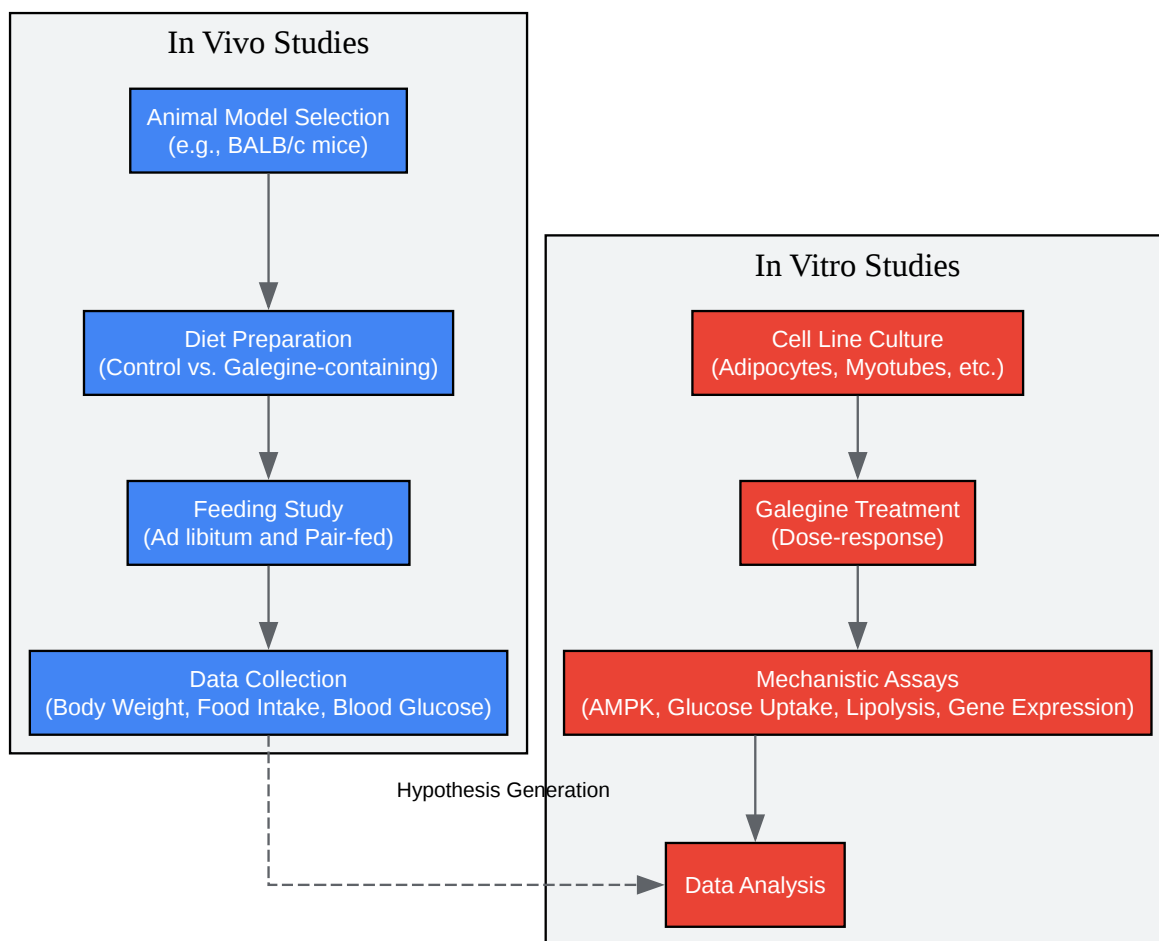 In Vivo Studies
Animal Model Selection
(e.g., BALB/c mice)
Diet Preparation
(Control vs. Galegine-containing)
Feeding Study
(Ad libitum and Pair-fed)
Data Collection
(Body Weight, Food Intake, Blood Glucose)
Hypothesis Generation
In Vitro Studies
Cell Line Culture
(Adipocytes, Myotubes, etc.)
Galegine Treatment
(Dose-response)
Mechanistic Assays
(AMPK, Glucose Uptake, Lipolysis, Gene Expression)
Data Analysis